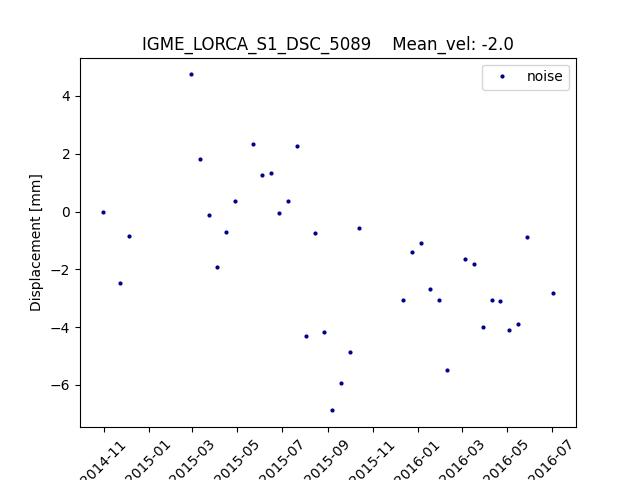 IGME_LORCA_S1_DSC_5089 Mean_vel: -2.0
noise
Displacement [mm]
4
2
0
−2
−4
−6
2014-11 2015-01 2015-03 2015-05 2015-07 2015-09 2015-11 2016-01 2016-03 2016-05 2016-07